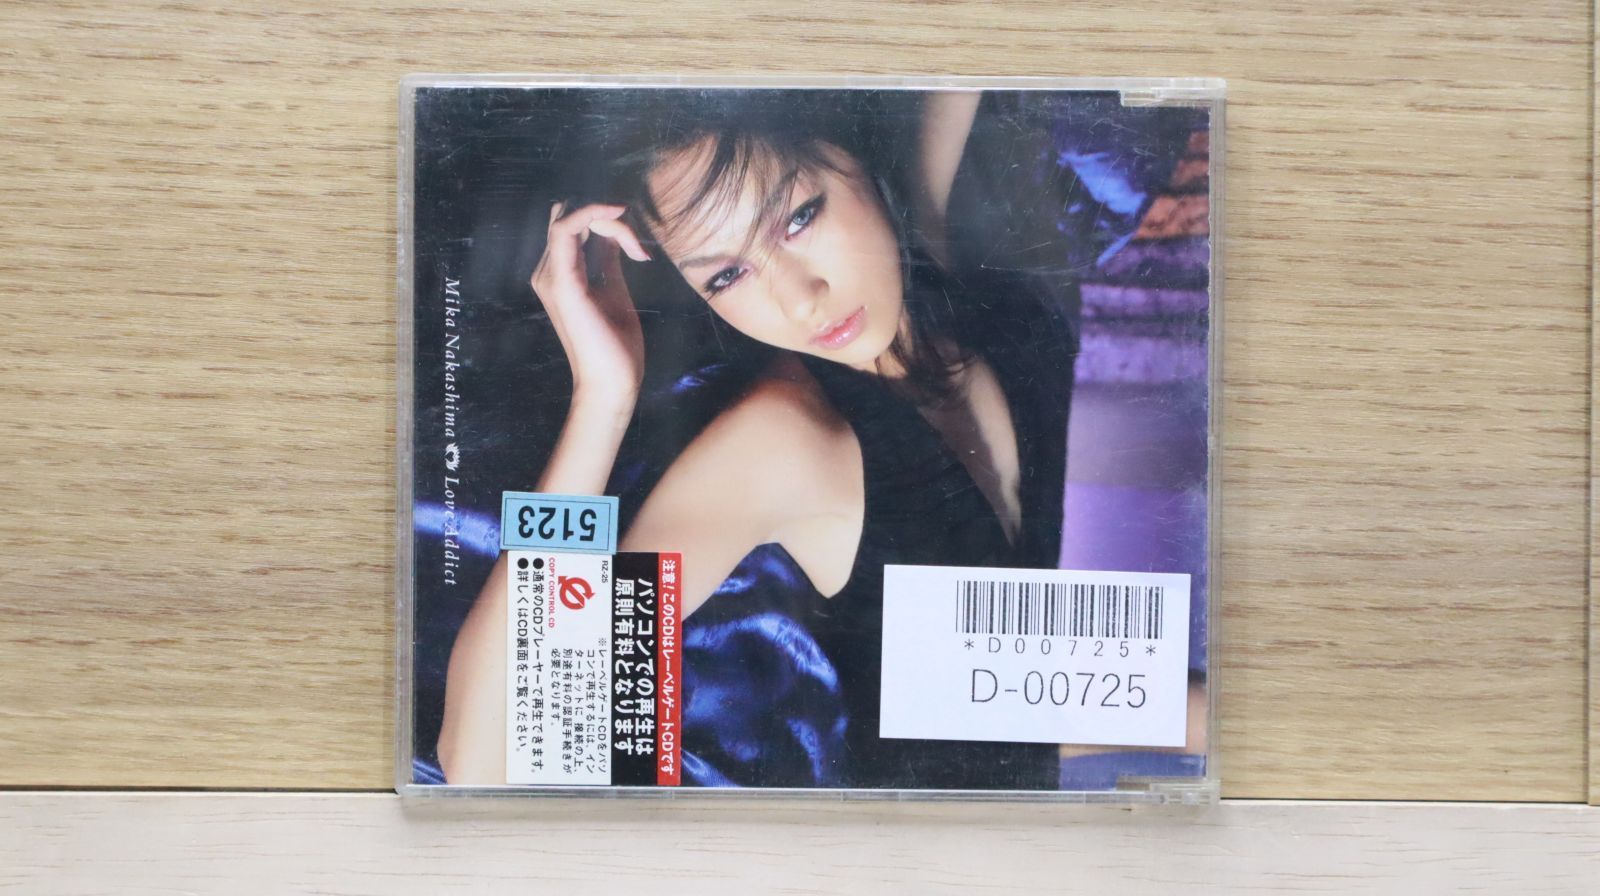 Mika Nakashima Love Addict
5123
注意！このCDはレーベルゲートCDです
パソコンでの再生は
原則有料となります
RZ-25
※レーベルゲートCDをパソ
コンで再生するには、イン
ターネットに接続の上、
別途有料の認証手続きが
必要となります。
COPY CONTROL CD
●通常のCDプレーヤーで再生できます。
●詳しくはCD裏面をご覧ください。
*D00725*
D-00725